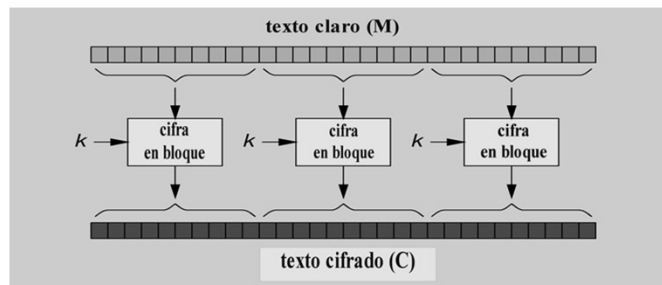 texto claro (M)
k cifra en bloque k cifra en bloque k cifra en bloque
texto cifrado (C)